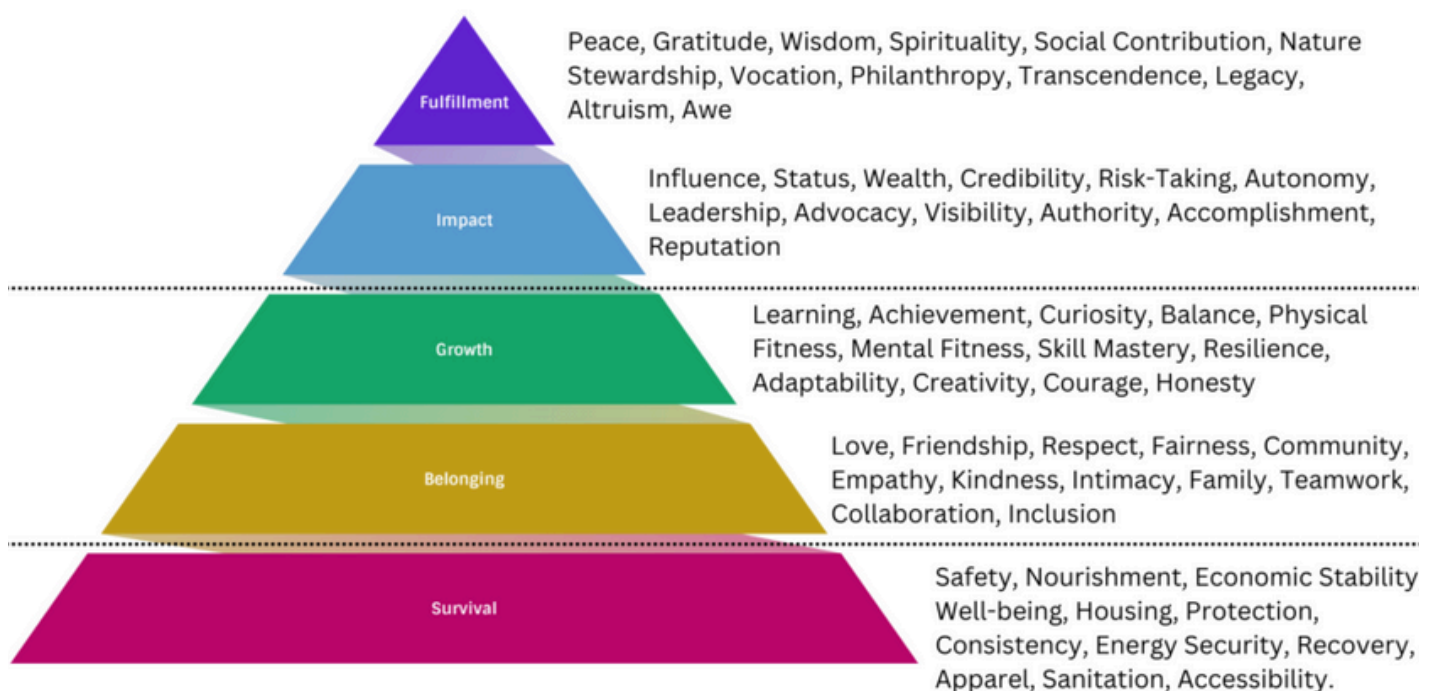 Fulfillment
Peace, Gratitude, Wisdom, Spirituality, Social Contribution, Nature
Stewardship, Vocation, Philanthropy, Transcendence, Legacy,
Altruism, Awe
Impact
Influence, Status, Wealth, Credibility, Risk-Taking, Autonomy,
Leadership, Advocacy, Visibility, Authority, Accomplishment,
Reputation
Growth
Learning, Achievement, Curiosity, Balance, Physical
Fitness, Mental Fitness, Skill Mastery, Resilience,
Adaptability, Creativity, Courage, Honesty
Belonging
Love, Friendship, Respect, Fairness, Community,
Empathy, Kindness, Intimacy, Family, Teamwork,
Collaboration, Inclusion
Survival
Safety, Nourishment, Economic Stability
Well-being, Housing, Protection,
Consistency, Energy Security, Recovery,
Apparel, Sanitation, Accessibility.